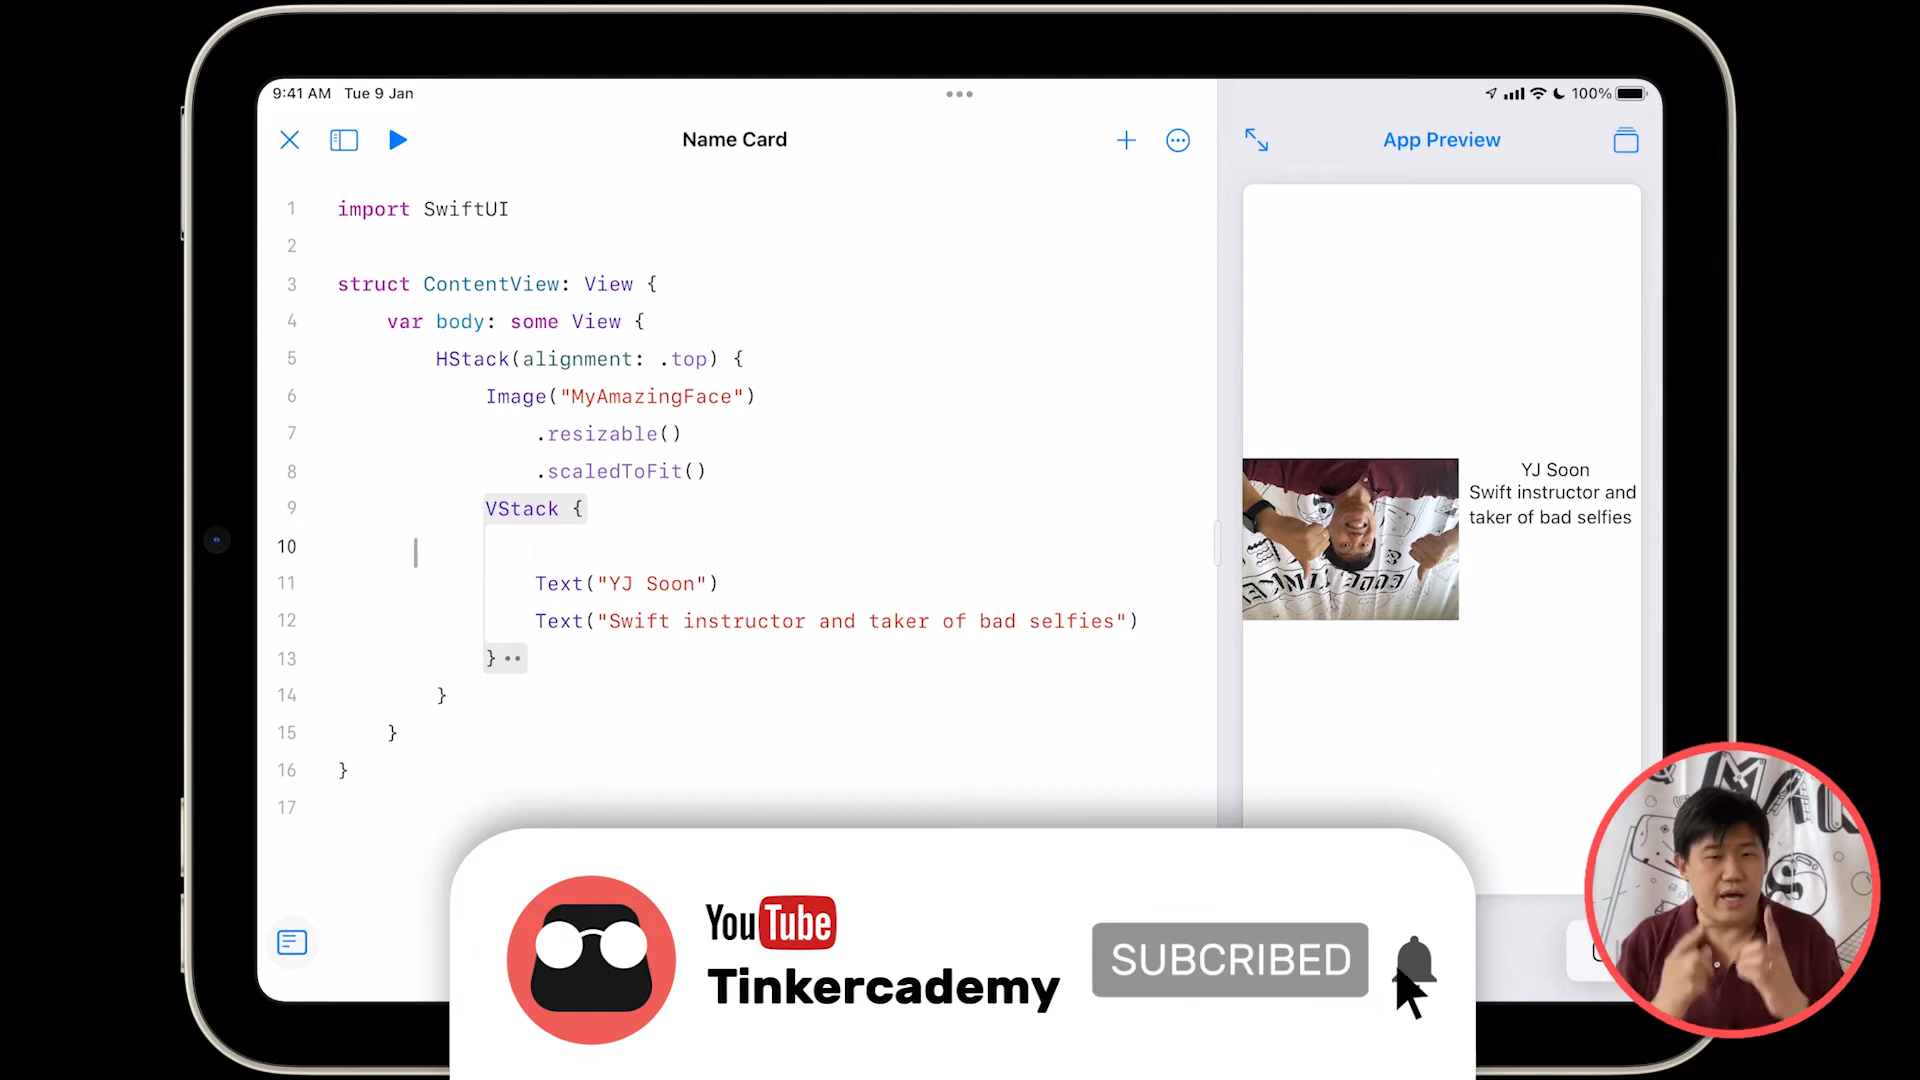 9:41 AM Tue 9 Jan
100%
Name Card
App Preview
1 import SwiftUI
2
3 struct ContentView: View {
4 var body: some View {
5 HStack(alignment: .top) {
6 Image("MyAmazingFace")
7 .resizable()
8 .scaledToFit()
9 VStack {
10
11 Text("YJ Soon")
12 Text("Swift instructor and taker of bad selfies")
13 }
14 }
15 }
16 }
17
YJ Soon
Swift instructor and
taker of bad selfies
YouTube
Tinkercademy
SUBCRIBED